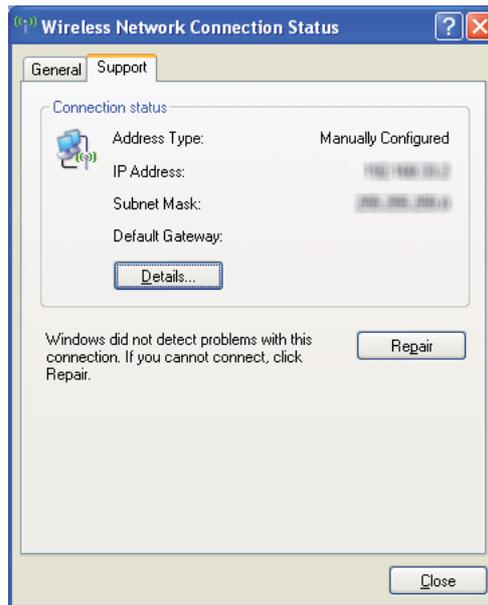 Wireless Network Connection Status
General
Support
Connection status
Address Type: Manually Configured
IP Address:
Subnet Mask:
Default Gateway:
Details...
Windows did not detect problems with this
connection. If you cannot connect, click
Repair.
Repair
Close